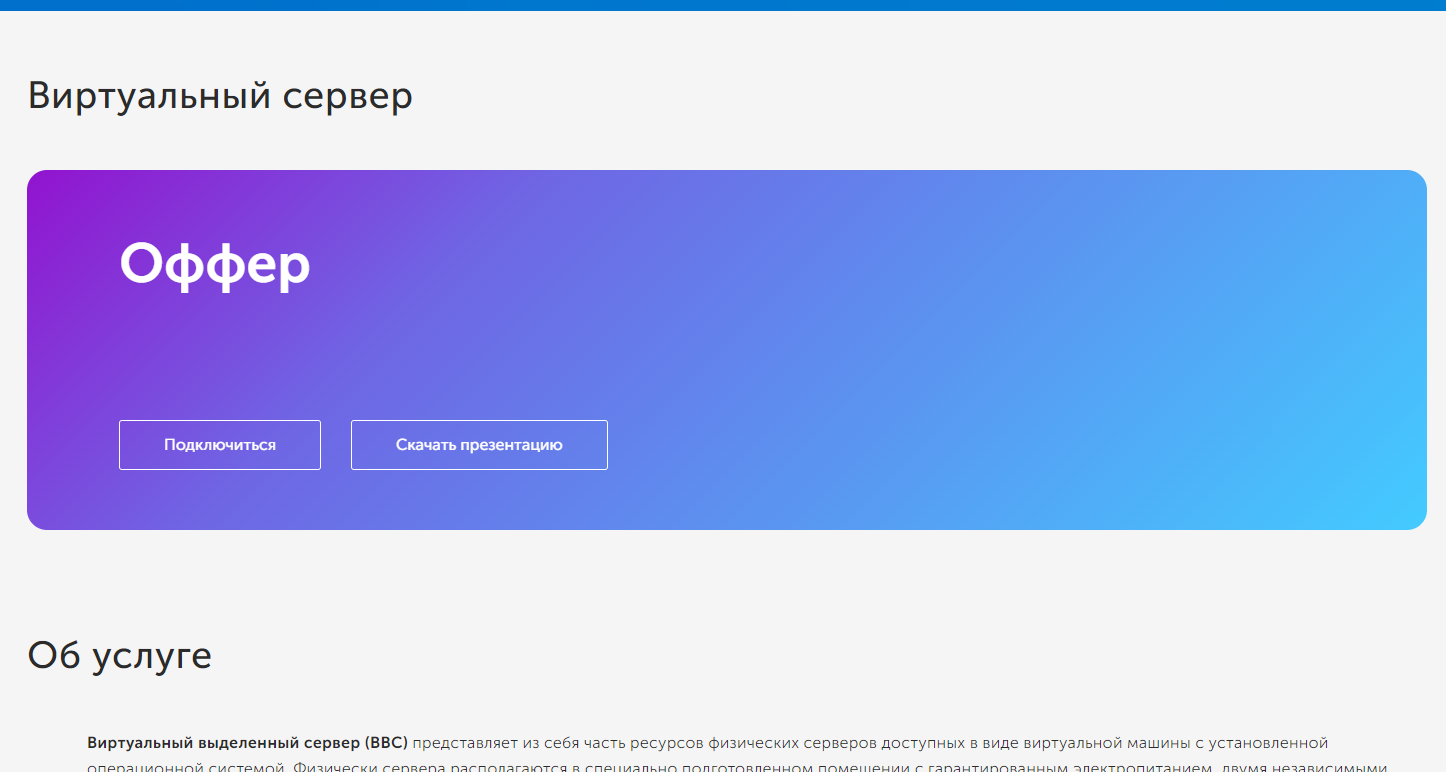 Виртуальный сервер
Оффер
Подключиться
Скачать презентацию
Об услуге
Виртуальный выделенный сервер (ВВС) представляет из себя часть ресурсов физических серверов доступных в виде виртуальной машины с установленной
операционной системой. Физически сервера располагаются в специально подготовленном помещении с гарантированным электропитанием, двумя независимыми